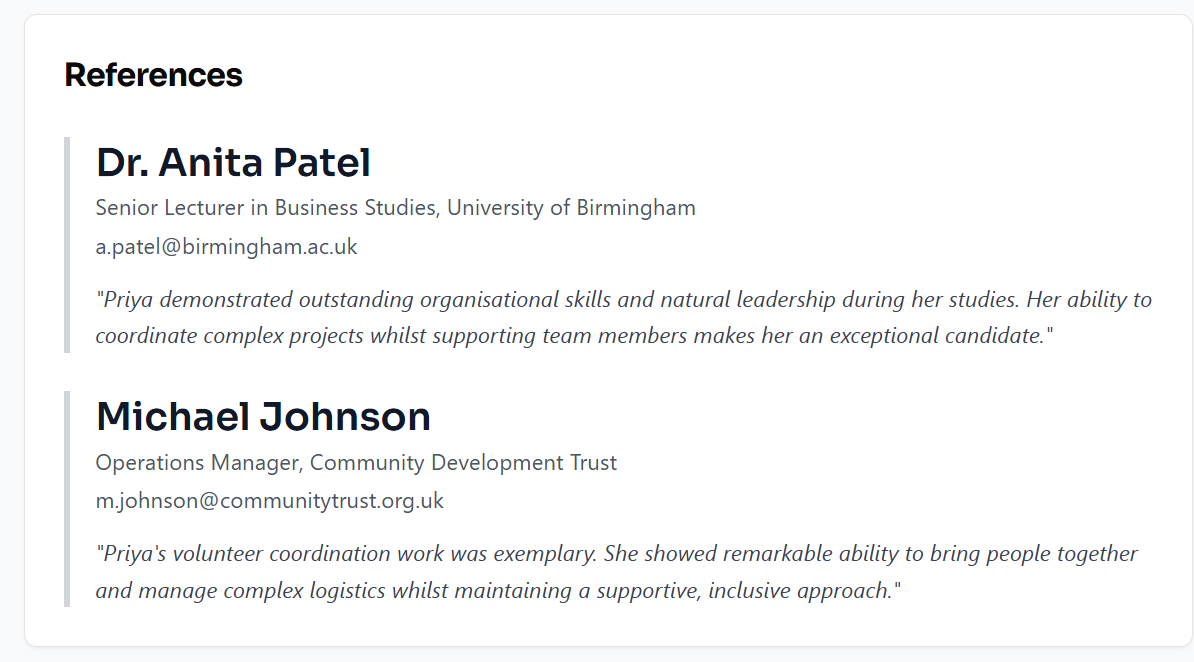 References
Dr. Anita Patel
Senior Lecturer in Business Studies, University of Birmingham
a.patel@birmingham.ac.uk
"Priya demonstrated outstanding organisational skills and natural leadership during her studies. Her ability to
coordinate complex projects whilst supporting team members makes her an exceptional candidate."
Michael Johnson
Operations Manager, Community Development Trust
m.johnson@communitytrust.org.uk
"Priya's volunteer coordination work was exemplary. She showed remarkable ability to bring people together
and manage complex logistics whilst maintaining a supportive, inclusive approach."